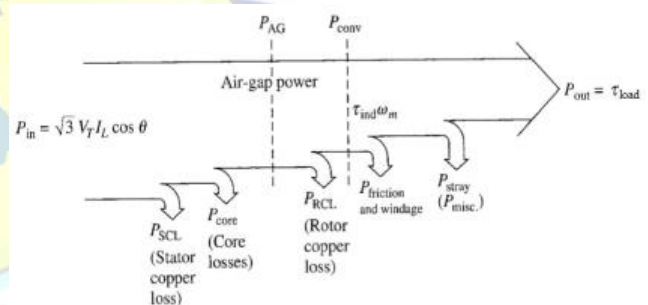 P_AG
P_conv
Air-gap power
P_out = τ_load
τ_ind ω_m
P_in = √3 V_T I_L cos θ
P_SCL
(Stator
copper
loss)
P_core
(Core
losses)
P_RCL
(Rotor
copper
loss)
P_friction
and windage
P_stray
(P_misc.)